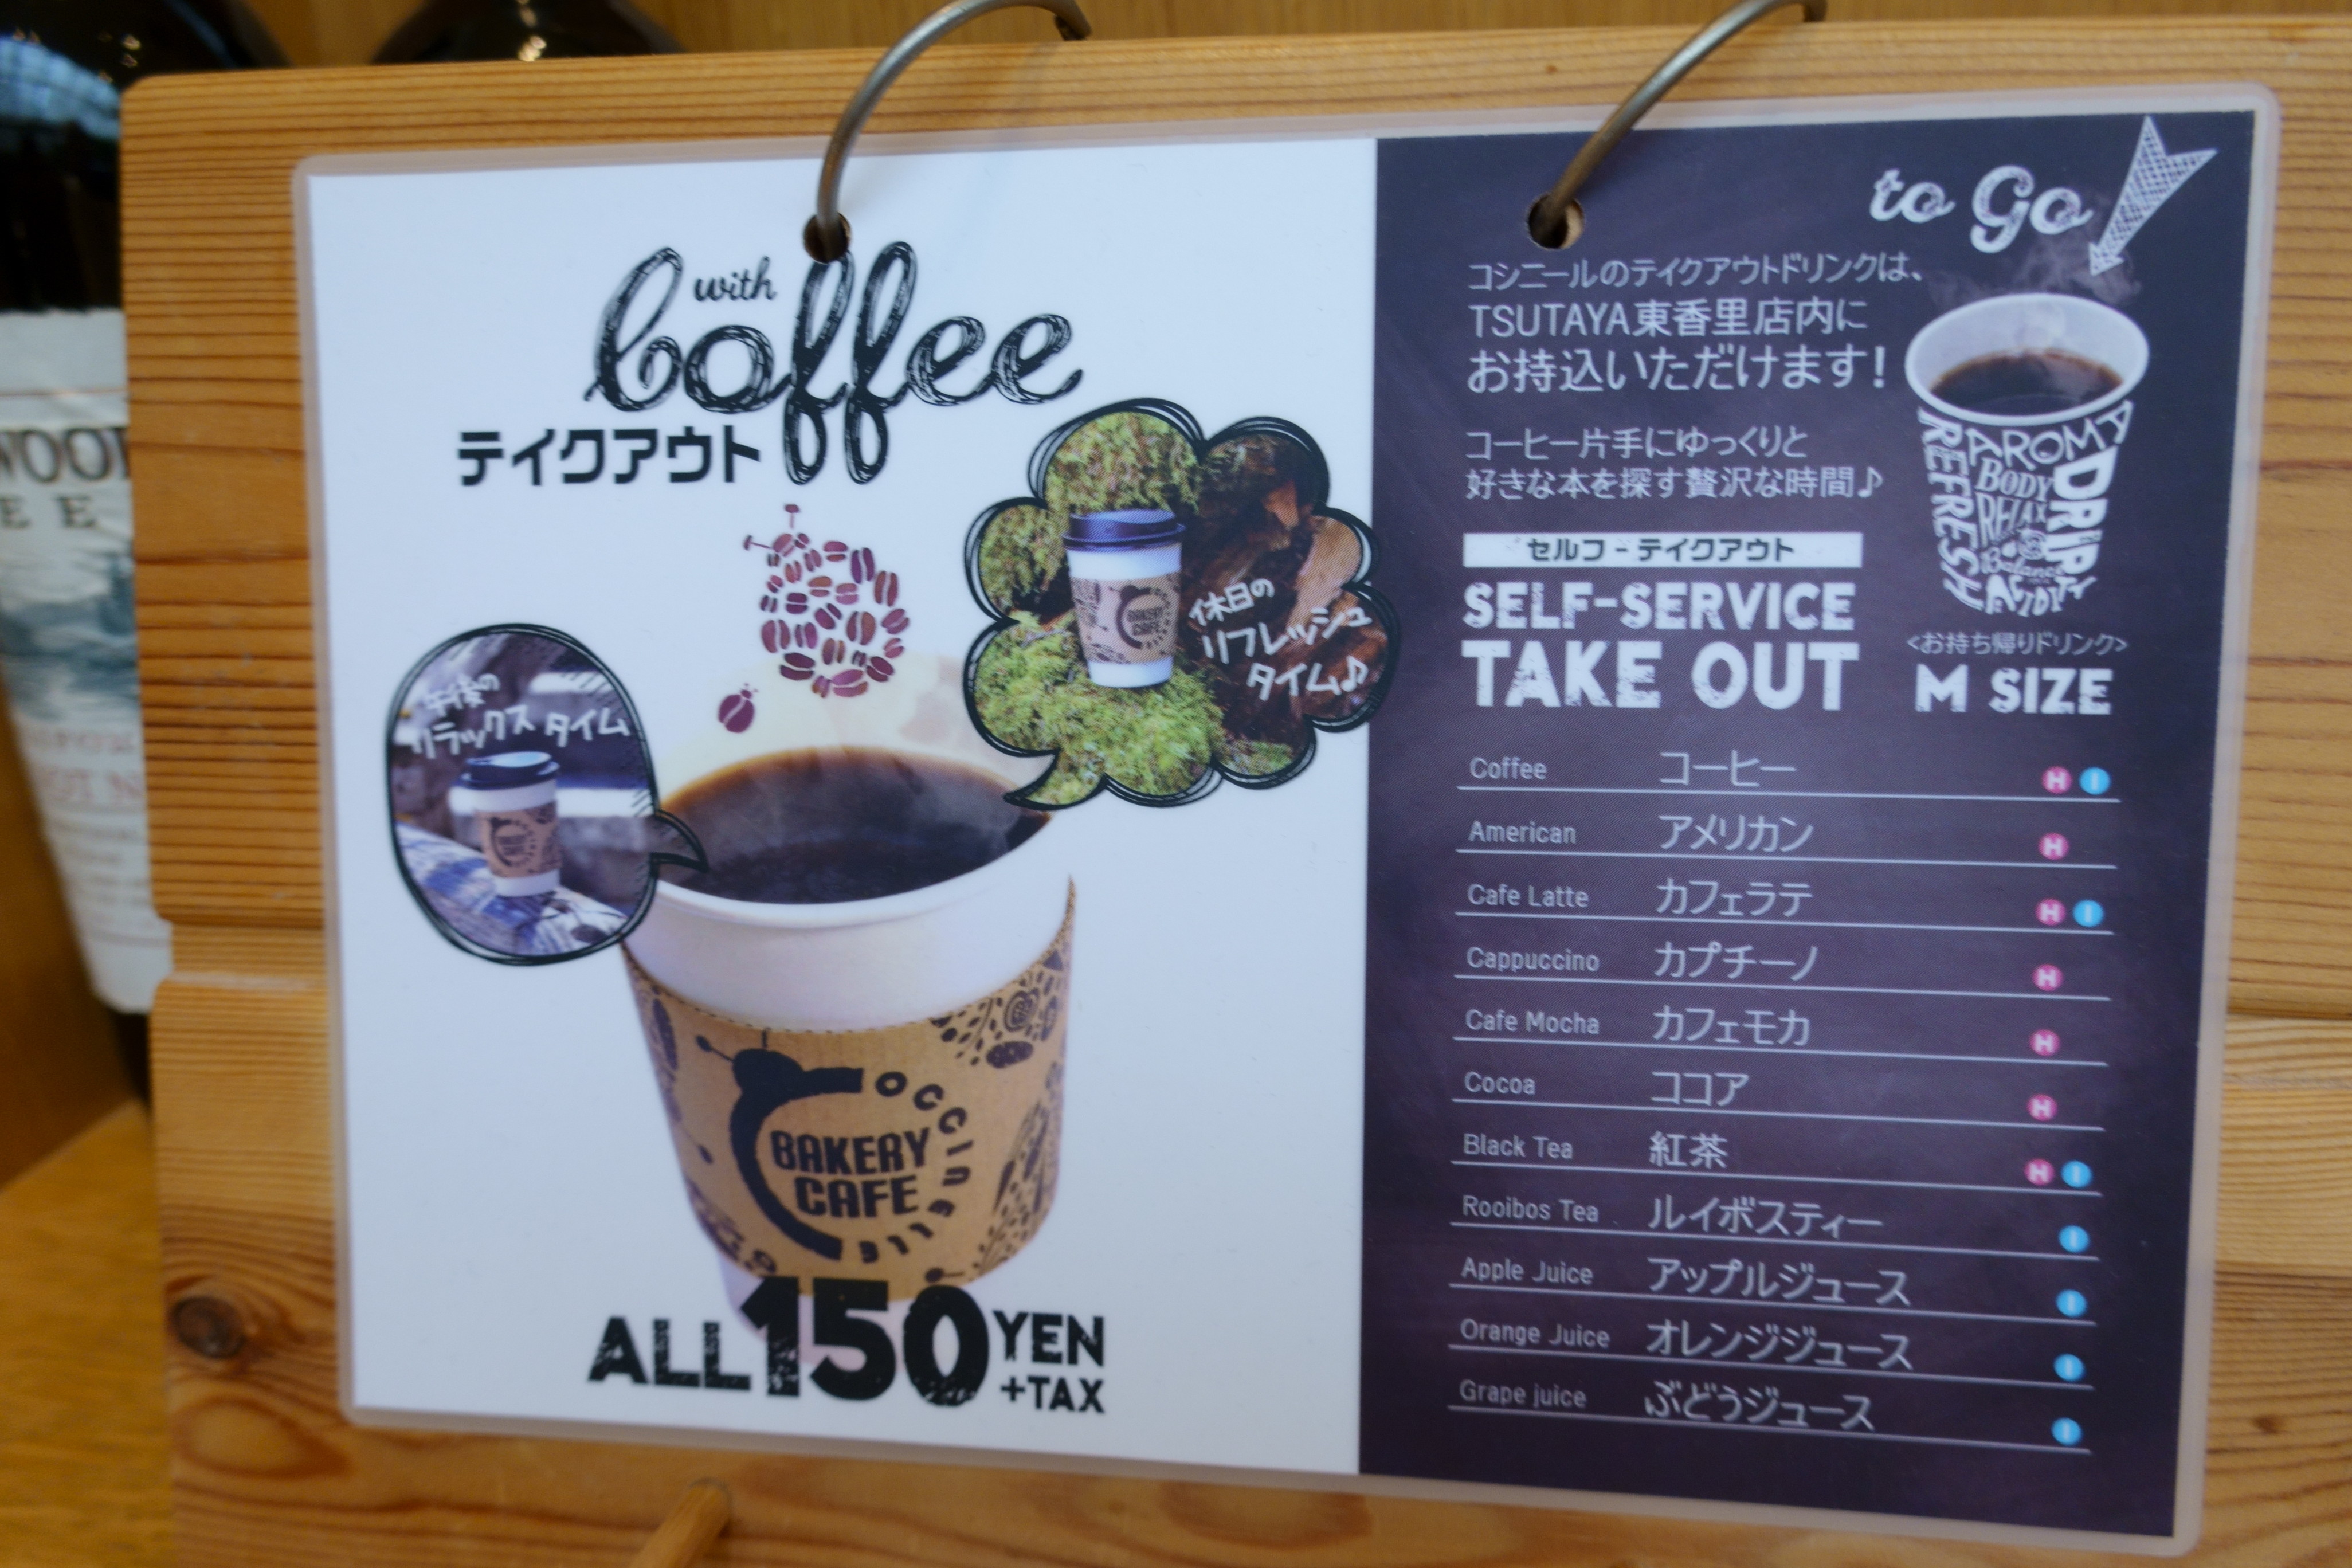 with
Coffee
テイクアウト
休日の
リフレッシュ
タイム♪
午後の
リラックスタイム
BAKERY
CAFE
COCCINELLE
BAKERY
CAFE
ALL 150 YEN
+TAX
to Go
コシニールのテイクアウトドリンクは、
TSUTAYA東香里店内に
お持込いただけます！
コーヒー片手にゆっくりと
好きな本を探す贅沢な時間♪
AROMA
BODY
RELAX
REFRESH
DRIP
Balance
セルフ - テイクアウト
SELF-SERVICE
TAKE OUT
<お持ち帰りドリンク>
M SIZE
Coffee コーヒー H I
American アメリカン H
Cafe Latte カフェラテ H I
Cappuccino カプチーノ H
Cafe Mocha カフェモカ H
Cocoa ココア H
Black Tea 紅茶 H I
Rooibos Tea ルイボスティー I
Apple Juice アップルジュース I
Orange Juice オレンジジュース I
Grape juice ぶどうジュース I